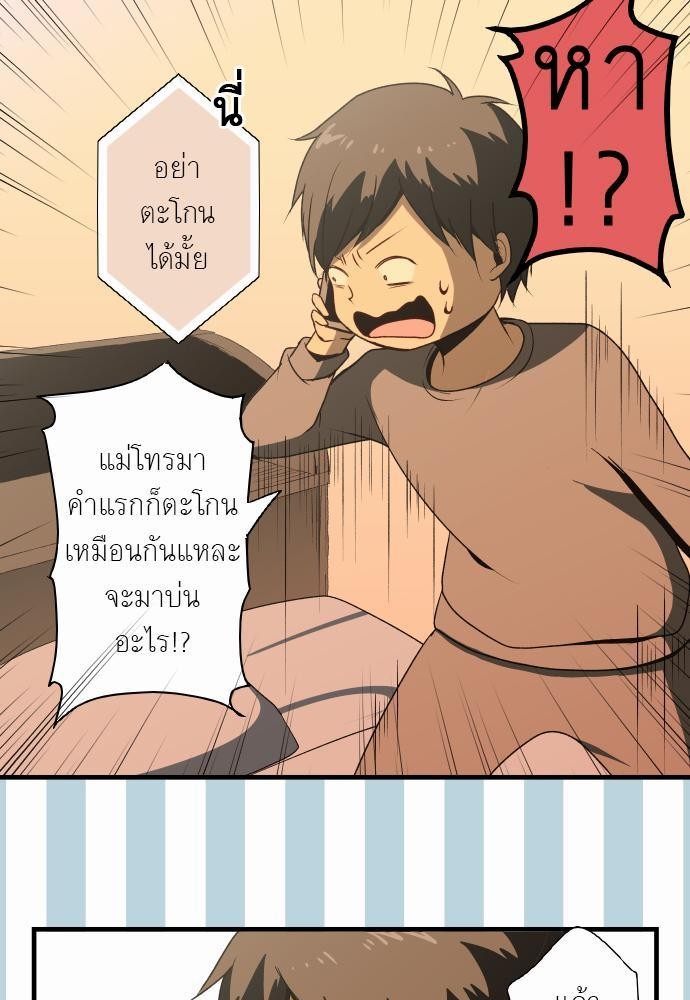 หา
!?
นี่
อย่า
ตะโกน
ได้มั้ย
แม่โทรมา
คำแรกก็ตะโกน
เหมือนกันแหละ
จะมาบ่น
อะไร!?